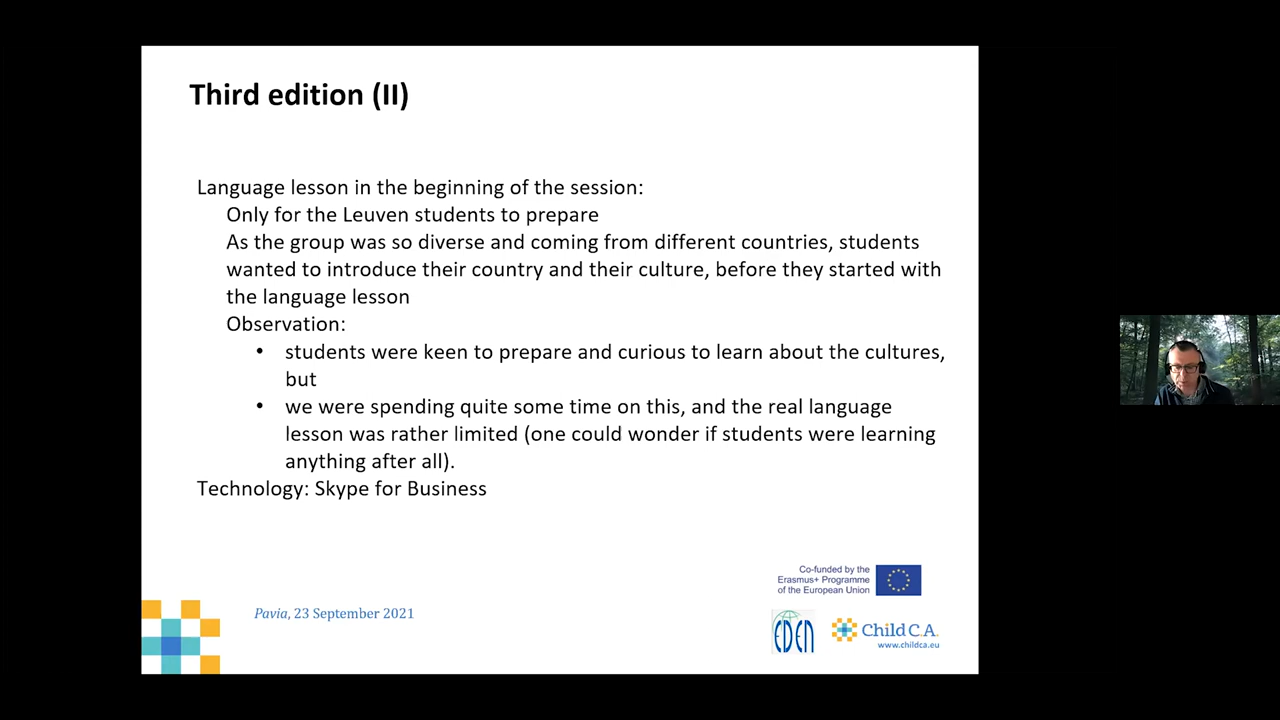 Third edition (II)
Language lesson in the beginning of the session:
Only for the Leuven students to prepare
As the group was so diverse and coming from different countries, students
wanted to introduce their country and their culture, before they started with
the language lesson
Observation:
• students were keen to prepare and curious to learn about the cultures,
but
• we were spending quite some time on this, and the real language
lesson was rather limited (one could wonder if students were learning
anything after all).
Technology: Skype for Business
Co-funded by the
Erasmus+ Programme
of the European Union
Pavia, 23 September 2021
EDEN
Child C.A.
www.childca.eu